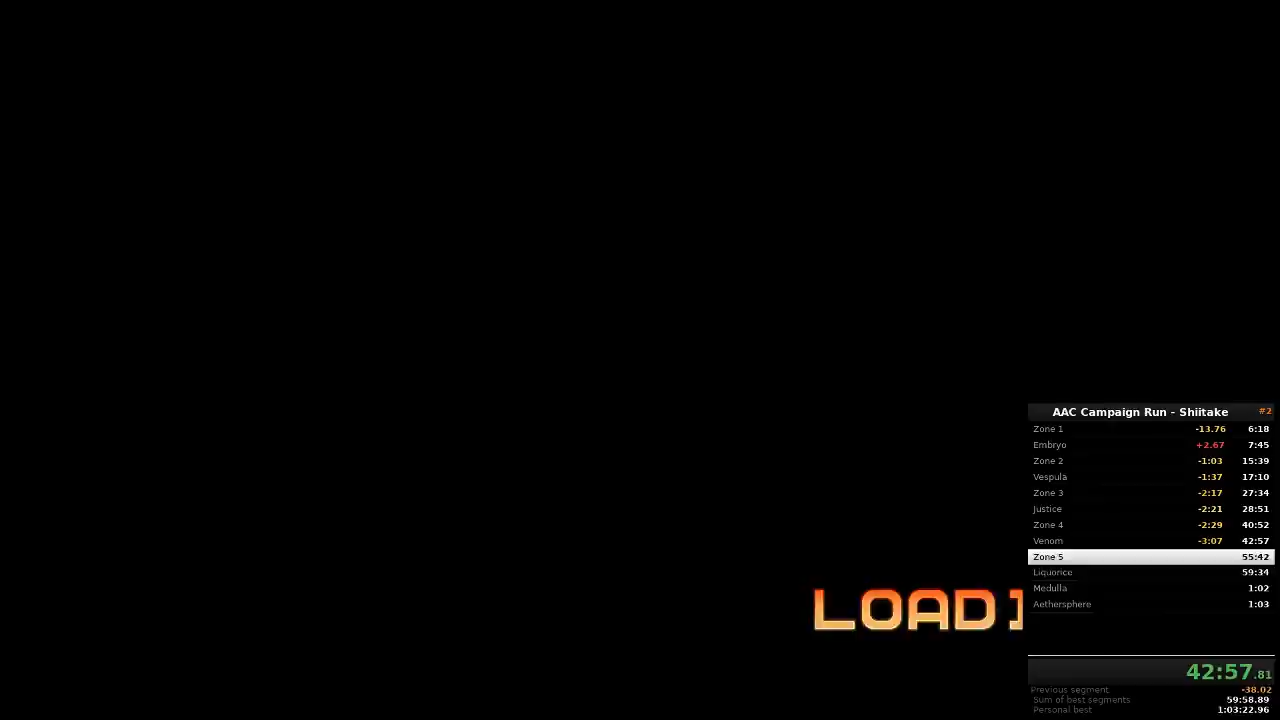 AAC Campaign Run - Shiitake #2
Zone 1 -13.76 6:18
Embryo +2.67 7:45
Zone 2 -1:03 15:39
Vespula -1:37 17:10
Zone 3 -2:17 27:34
Justice -2:21 28:51
Zone 4 -2:29 40:52
Venom -3:07 42:57
Zone 5 55:42
Liquorice 59:34
Medulla 1:02
Aethersphere 1:03
LOADI
42:57.81
Previous segment -38.02
Sum of best segments 59:58.89
Personal best 1:03:22.96